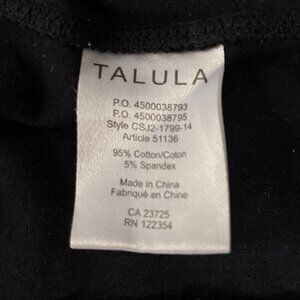 TALULA
P.O. 4500038793
P.O. 4500038795
Style CSJ2-1799-14
Article 51136
95% Cotton/Coton
5% Spandex
Made in China
Fabriqué en Chine
CA 23725
RN 122354